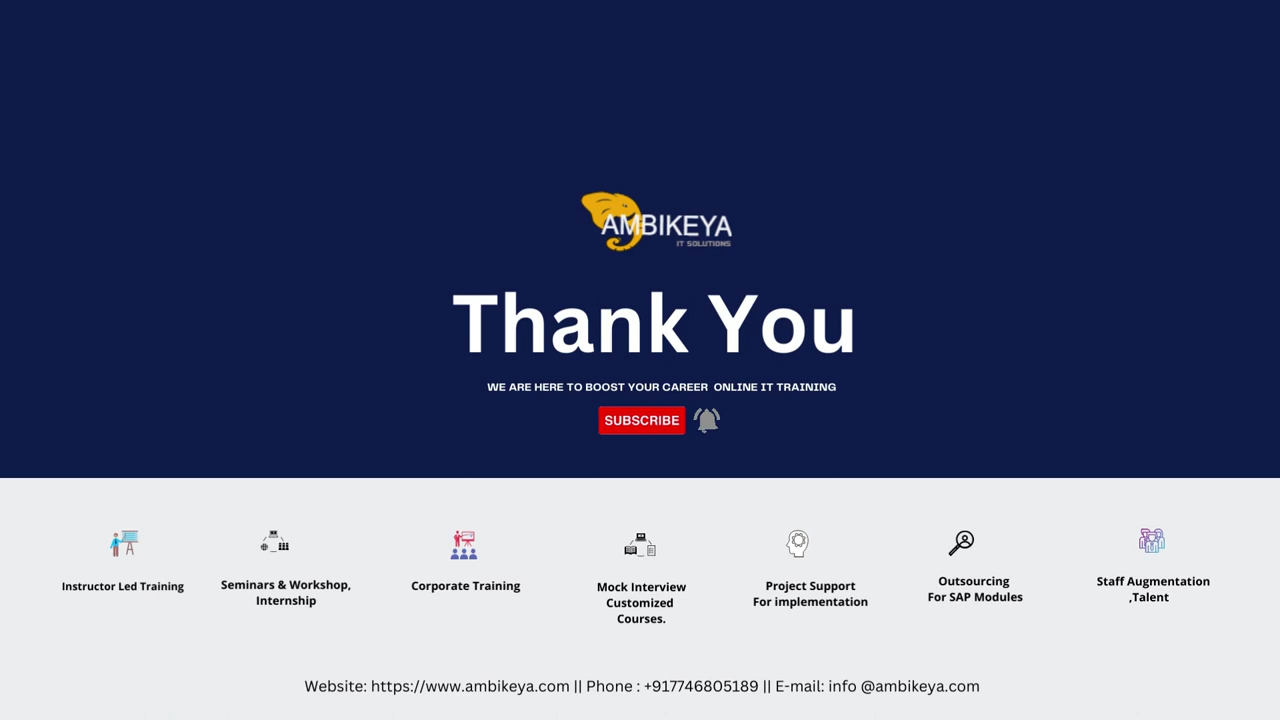 AMBIKEYA
IT SOLUTIONS
Thank You
WE ARE HERE TO BOOST YOUR CAREER ONLINE IT TRAINING
SUBSCRIBE
Instructor Led Training
Seminars & Workshop,
Internship
Corporate Training
Mock Interview
Customized
Courses.
Project Support
For implementation
Outsourcing
For SAP Modules
Staff Augmentation
,Talent
Website: https://www.ambikeya.com || Phone : +917746805189 || E-mail: info @ambikeya.com